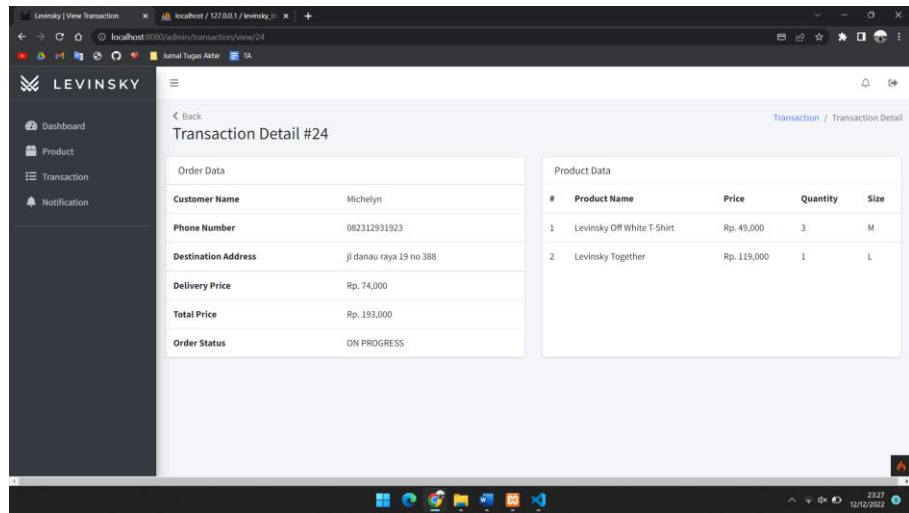 Levinsky | View Transaction
localhost / 127.0.0.1 / levinsky_
localhost:8080/admin/transaction/view/24
Jurnal Tugas Akhir
TA
LEVINSKY
Dashboard
Product
Transaction
Notification
Back
Transaction Detail #24
Transaction / Transaction Detail
Order Data
Customer Name Michelyn
Phone Number 082312931923
Destination Address jl danau raya 19 no 388
Delivery Price Rp. 74,000
Total Price Rp. 193,000
Order Status ON PROGRESS
Product Data
# Product Name Price Quantity Size
1 Levinsky Off White T-Shirt Rp. 49,000 3 M
2 Levinsky Together Rp. 119,000 1 L
23:27
12/12/2022